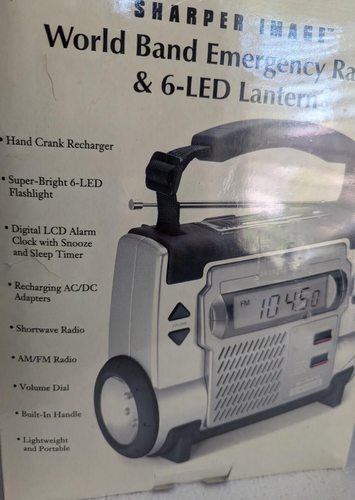 SHARPER IMAGE
World Band Emergency Ra
& 6-LED Lantern
• Hand Crank Recharger
• Super-Bright 6-LED
Flashlight
• Digital LCD Alarm
Clock with Snooze
and Sleep Timer
• Recharging AC/DC
Adapters
• Shortwave Radio
• AM/FM Radio
• Volume Dial
• Built-In Handle
• Lightweight
and Portable
FM 104.50